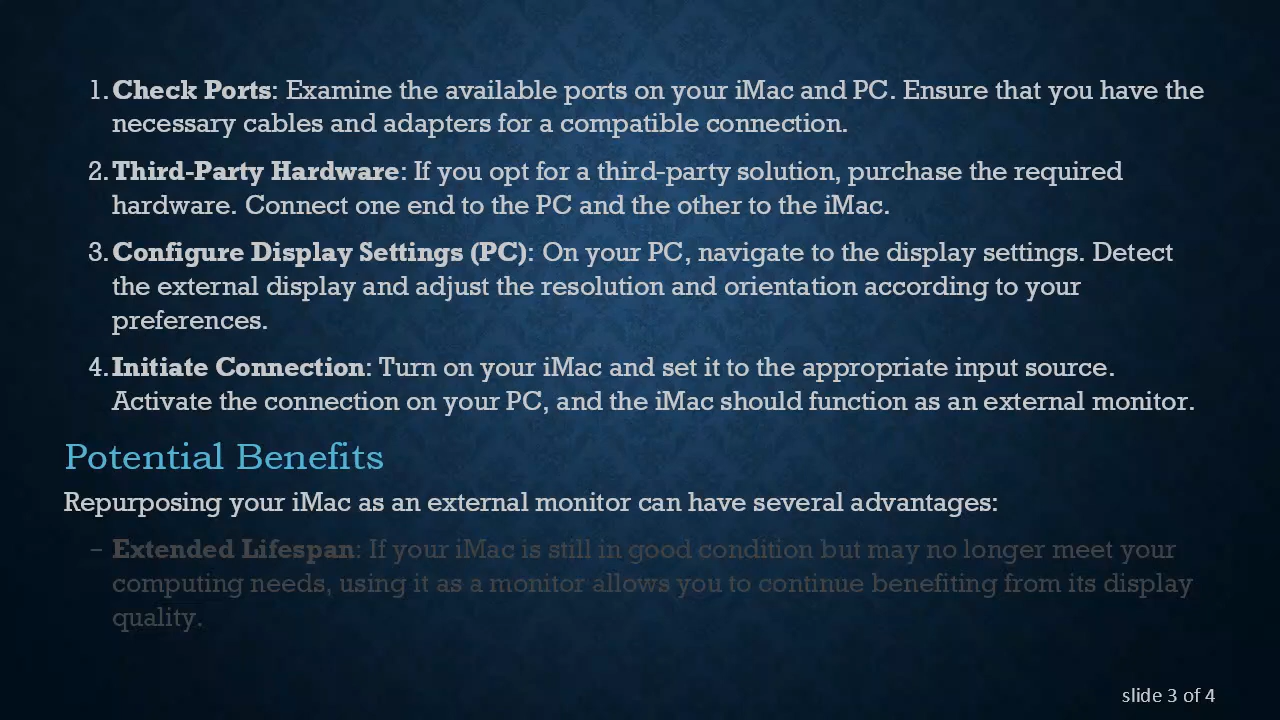 1. Check Ports: Examine the available ports on your iMac and PC. Ensure that you have the
necessary cables and adapters for a compatible connection.
2. Third-Party Hardware: If you opt for a third-party solution, purchase the required
hardware. Connect one end to the PC and the other to the iMac.
3. Configure Display Settings (PC): On your PC, navigate to the display settings. Detect
the external display and adjust the resolution and orientation according to your
preferences.
4. Initiate Connection: Turn on your iMac and set it to the appropriate input source.
Activate the connection on your PC, and the iMac should function as an external monitor.
Potential Benefits
Repurposing your iMac as an external monitor can have several advantages:
– Extended Lifespan: If your iMac is still in good condition but may no longer meet your
computing needs, using it as a monitor allows you to continue benefiting from its display
quality.
slide 3 of 4